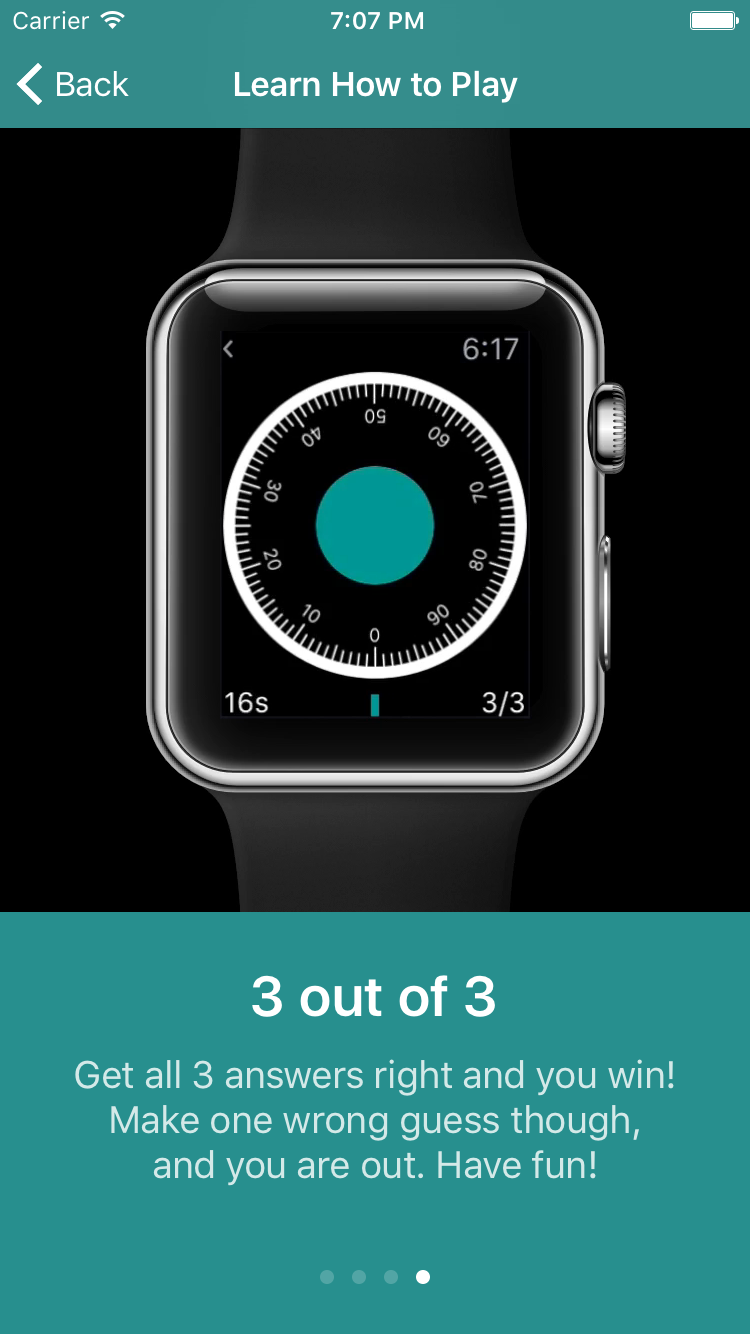 Carrier 7:07 PM
Back Learn How to Play
6:17
50
40 60
30 70
20 80
10 90
0
16s 3/3
3 out of 3
Get all 3 answers right and you win!
Make one wrong guess though,
and you are out. Have fun!